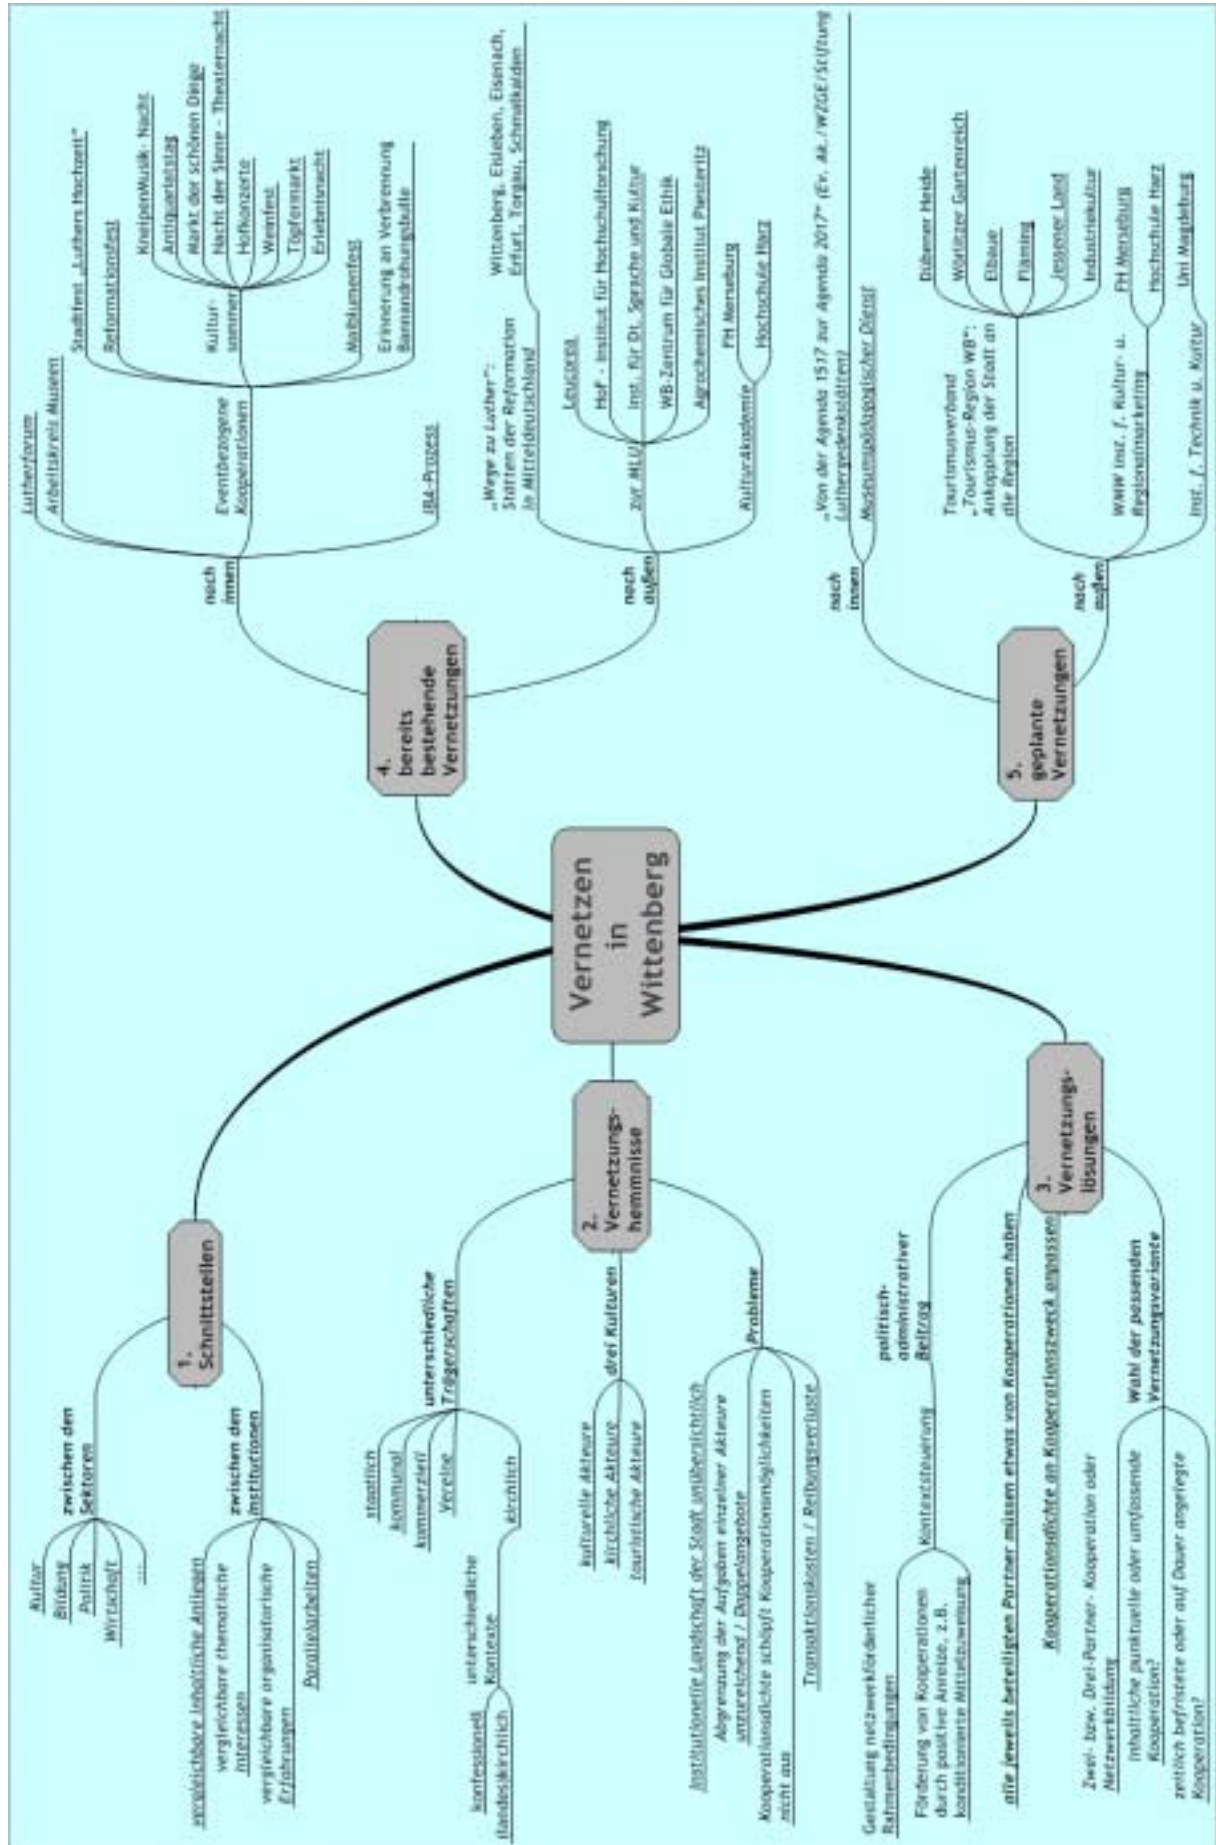 Vernetzen
in
Wittenberg
1.
Schnittstellen
zwischen den
Sektoren
Kultur
Bildung
Politik
Wirtschaft
...
zwischen den
Institutionen
vergleichbare inhaltliche Anliegen
vergleichbare thematische
Interessen
vergleichbare organisatorische
Erfahrungen
Parallelarbeiten
2.
Vernetzungs-
hemmnisse
unterschiedliche
Trägerschaften
staatlich
kommunal
kommerziell
Vereine
kirchlich
unterschiedliche
Kontexte
konfessionell
(landes)kirchlich
drei Kulturen
kulturelle Akteure
kirchliche Akteure
touristische Akteure
Probleme
Institutionelle Landschaft der Stadt unübersichtlich
Abgrenzung der Aufgaben einzelner Akteure
unzureichend / Doppelangebote
Kooperationsdichte schöpft Kooperationsmöglichkeiten
nicht aus
Transaktionskosten / Reibungsverluste
3.
Vernetzungs-
lösungen
politisch-
administrativer
Beitrag
Kontextsteuerung
Gestaltung netzwerkförderlicher
Rahmenbedingungen
Förderung von Kooperationen
durch positive Anreize, z.B.
konditionierte Mittelzuweisung
alle jeweils beteiligten Partner müssen etwas von Kooperationen haben
Kooperationsdichte an Kooperationszweck anpassen
Wahl der passenden
Vernetzungsvariante
Zwei- bzw. Drei-Partner- Kooperation oder
Netzwerkbildung
inhaltliche punktuelle oder umfassende
Kooperation?
zeitlich befristete oder auf Dauer angelegte
Kooperation?
4.
bereits
bestehende
Vernetzungen
nach
innen
Lutherforum
Arbeitskreis Museen
Eventbezogene
Kooperationen
Stadtfest „Luthers Hochzeit"
Reformationsfest
Kultur-
sommer
KneipenMusik- Nacht
Antiquariatstag
Markt der schönen Dinge
Nacht der Sinne - Theaternacht
Hofkonzerte
Weinfest
Töpfermarkt
Erlebnisnacht
Maiblumenfest
Erinnerung an Verbrennung
Bannandrohungsbulle
IBA-Prozess
nach
außen
„Wege zu Luther":
Stätten der Reformation
in Mitteldeutschland
Wittenberg, Eisleben, Eisenach,
Erfurt, Torgau, Schmalkalden
zur MLU
Leucorea
HoF - Institut für Hochschulforschung
Inst. für Dt. Sprache und Kultur
WB-Zentrum für Globale Ethik
Agrochemisches Institut Piesteritz
KulturAkademie
FH Merseburg
Hochschule Harz
5.
geplante
Vernetzungen
nach
innen
„Von der Agenda 1517 zur Agenda 2017" (Ev. Ak./WZGE/Stiftung
Luthergedenkstätten)
Museumspädagogischer Dienst
nach
außen
Tourismusverband
„Tourismus-Region WB":
Ankopplung der Stadt an
die Region
Dübener Heide
Wörlitzer Gartenreich
Elbaue
Fläming
Jessener Land
Industriekultur
WMW Inst. f. Kultur- u.
Regionalmarketing
FH Merseburg
Hochschule Harz
Inst. f. Technik u. Kultur
Uni Magdeburg